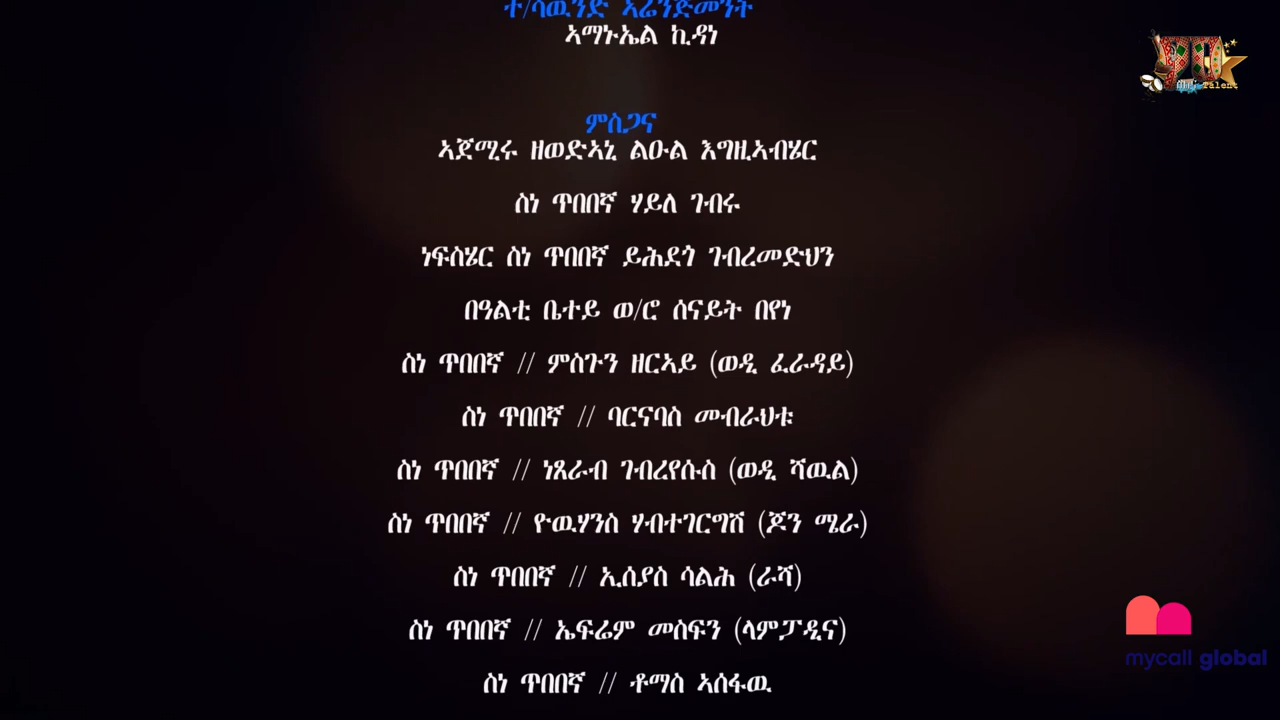 ተ/ሳዉንድ ኣሬንጅመንት
ኣማኑኤል ኪዳነ
ምስጋና
ኣጀሚሩ ዘወድኣኒ ልዑል እግዚኣብሄር
ስነ ጥበበኛ ሃይለ ገብሩ
ነፍስሄር ስነ ጥበበኛ ይሕደጎ ገብረመድህን
በዓልቲ ቤተይ ወ/ሮ ሰናይት በየነ
ስነ ጥበበኛ // ምስጉን ዘርኣይ (ወዲ ፈራዳይ)
ስነ ጥበበኛ // ባርናባስ መብራህቱ
ስነ ጥበበኛ // ነጸራብ ገብረየሱስ (ወዲ ሻዉል)
ስነ ጥበበኛ // ዮዉሃንስ ሃብተገርግሽ (ጆን ሜራ)
ስነ ጥበበኛ // ኢሰያስ ሳልሕ (ራሻ)
ስነ ጥበበኛ // ኤፍሬም መስፍን (ላምፓዲና)
ስነ ጥበበኛ // ቶማስ ኣሰፋዉ
mycall global